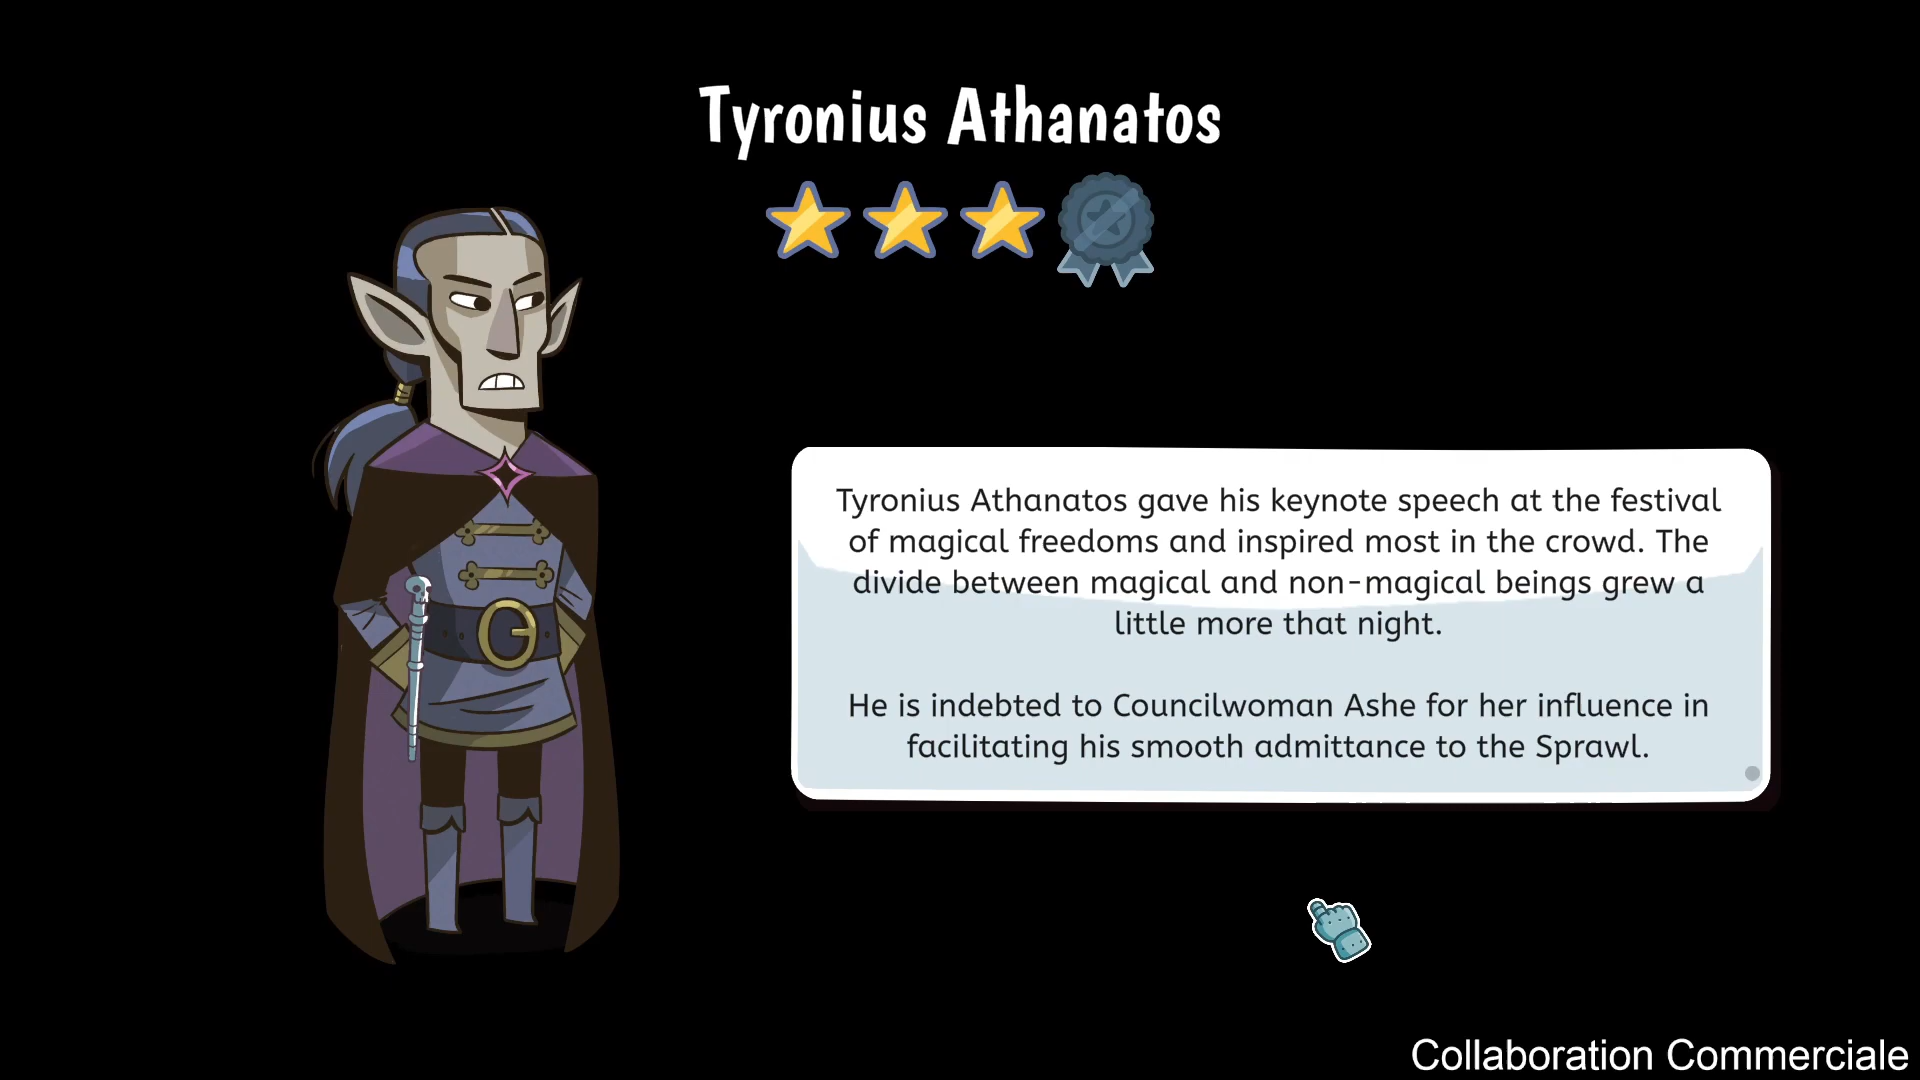 Tyronius Athanatos
Tyronius Athanatos gave his keynote speech at the festival
of magical freedoms and inspired most in the crowd. The
divide between magical and non-magical beings grew a
little more that night.
He is indebted to Councilwoman Ashe for her influence in
facilitating his smooth admittance to the Sprawl.
Collaboration Commerciale